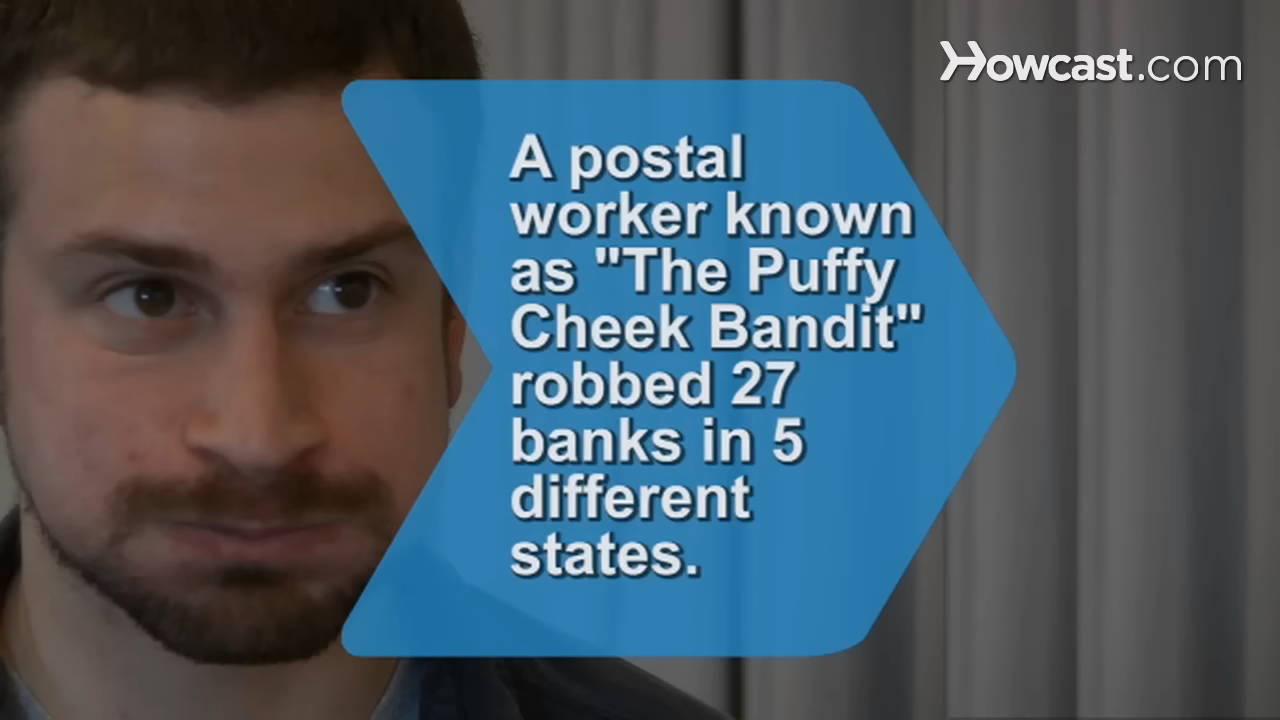 Howcast.com
A postal
worker known
as "The Puffy
Cheek Bandit"
robbed 27
banks in 5
different
states.